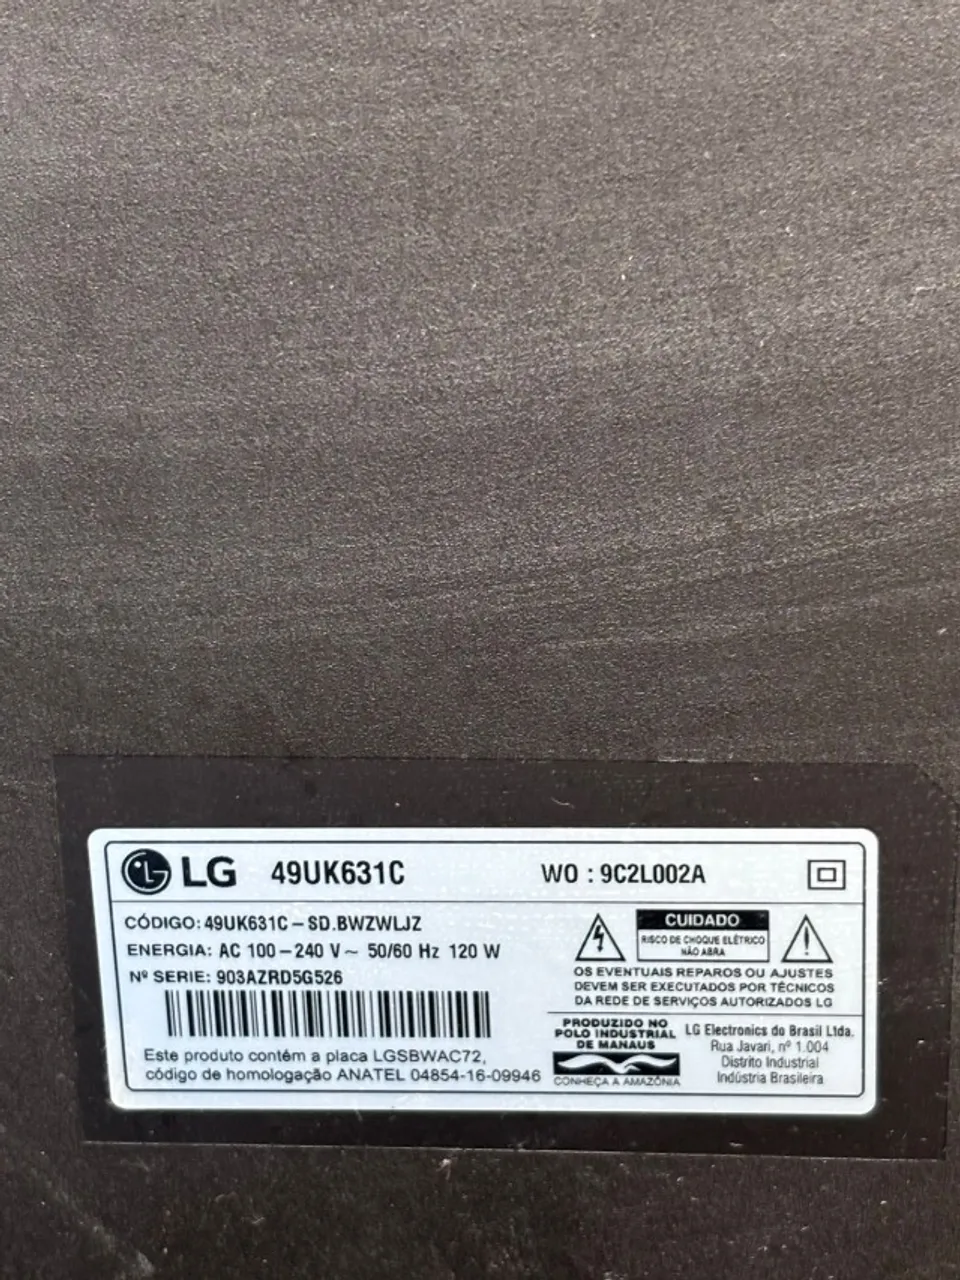 LG 49UK631C WO : 9C2L002A
CÓDIGO: 49UK631C-SD.BWZWLJZ
ENERGIA: AC 100-240 V~ 50/60 Hz 120 W
Nº SERIE: 903AZRD5G526
Este produto contém a placa LGSBWAC72,
código de homologação ANATEL 04854-16-09946
CUIDADO
RISCO DE CHOQUE ELÉTRICO
NÃO ABRA
OS EVENTUAIS REPAROS OU AJUSTES
DEVEM SER EXECUTADOS POR TÉCNICOS
DA REDE DE SERVIÇOS AUTORIZADOS LG
PRODUZIDO NO
POLO INDUSTRIAL
DE MANAUS
CONHEÇA A AMAZÔNIA
LG Electronics do Brasil Ltda.
Rua Javari, nº 1.004
Distrito Industrial
Indústria Brasileira